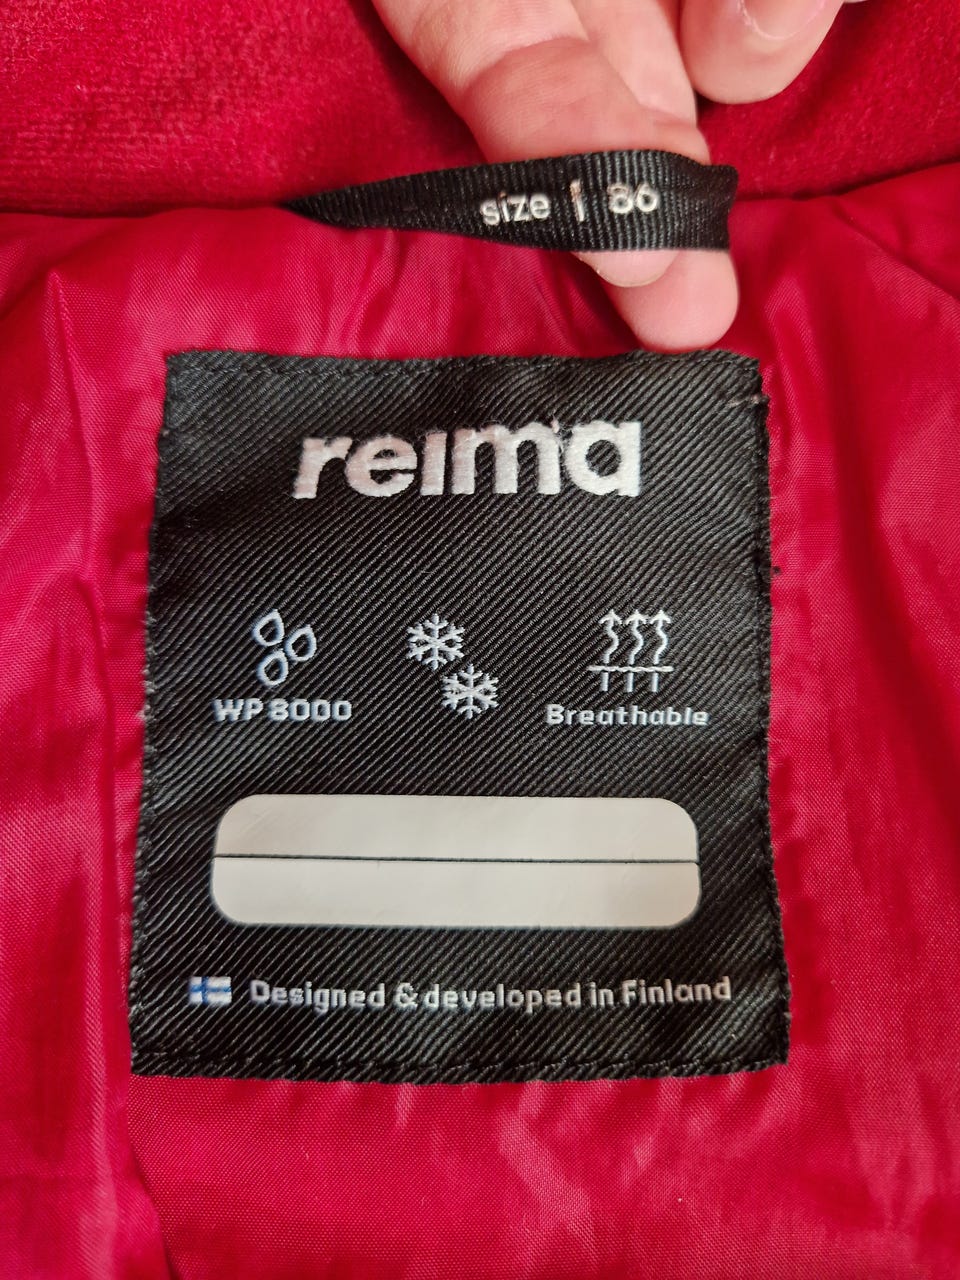 size | 86
reima
WP 8000
Breathable
Designed & developed in Finland